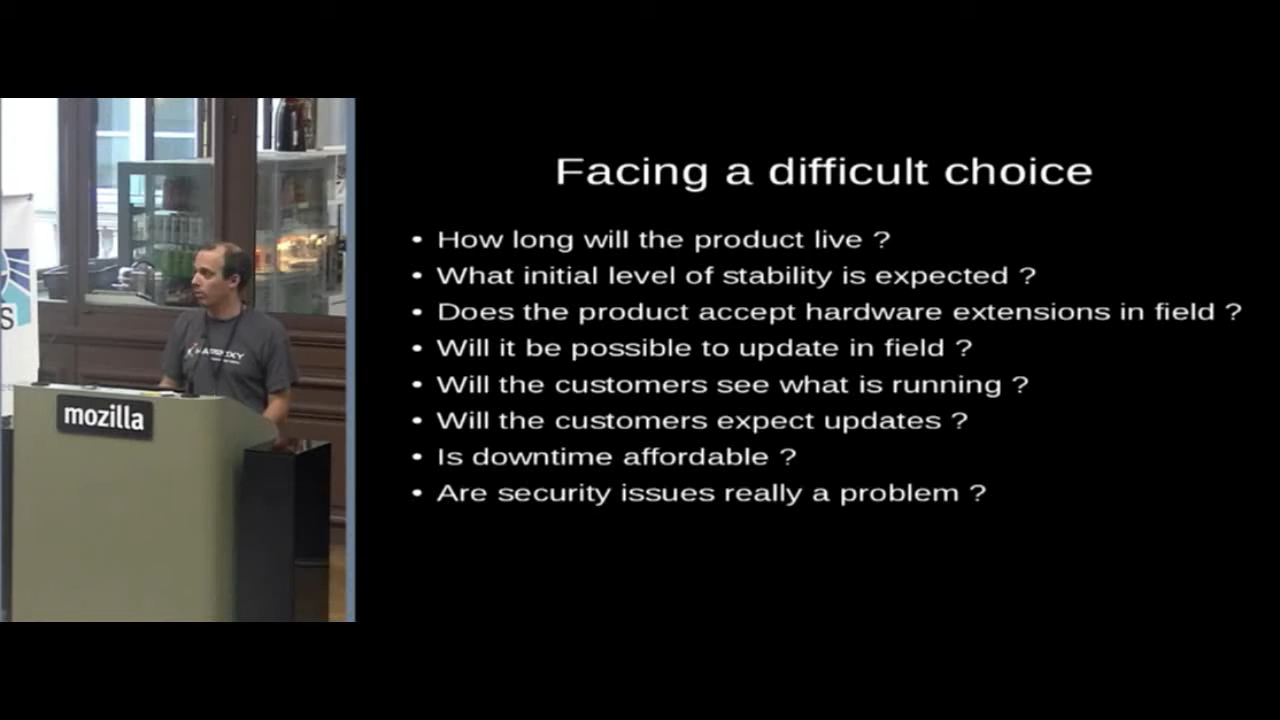 Facing a difficult choice
• How long will the product live ?
• What initial level of stability is expected ?
• Does the product accept hardware extensions in field ?
• Will it be possible to update in field ?
• Will the customers see what is running ?
• Will the customers expect updates ?
• Is downtime affordable ?
• Are security issues really a problem ?
S
mozilla